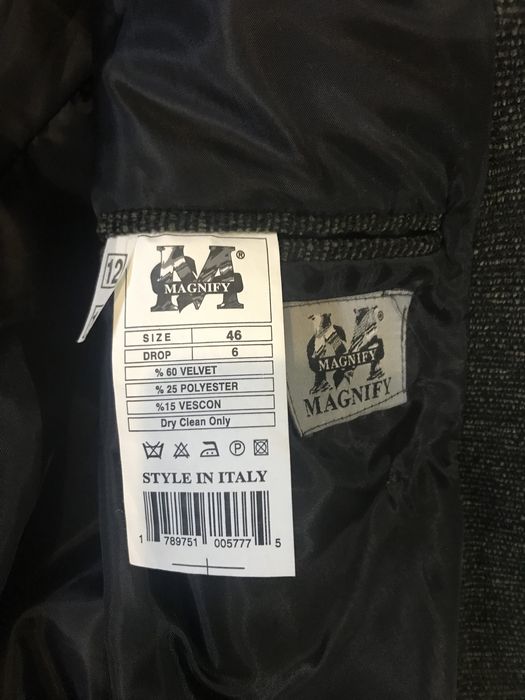 12
MAGNIFY ®
SIZE 46
DROP 6
% 60 VELVET
% 25 POLYESTER
%15 VESCON
Dry Clean Only
P
STYLE IN ITALY
1 789751 005777 5
MAGNIFY
MAGNIFY